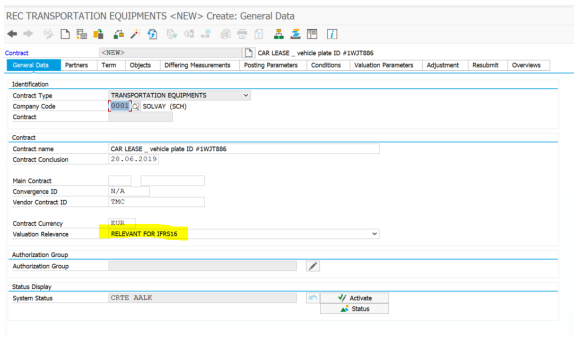 REC TRANSPORTATION EQUIPMENTS <NEW> Create: General Data
Contract <NEW> CAR LEASE _ vehicle plate ID #1WJT886
General Data Partners Term Objects Differing Measurements Posting Parameters Conditions Valuation Parameters Adjustment Resubmit Overviews
Identification
Contract Type TRANSPORTATION EQUIPMENTS
Company Code 0001 SOLVAY (SCH)
Contract
Contract
Contract name CAR LEASE _ vehicle plate ID #1WJT886
Contract Conclusion 28.06.2019
Main Contract
Convergence ID N/A
Vendor Contract ID TMC
Contract Currency EUR
Valuation Relevance RELEVANT FOR IFRS16
Authorization Group
Authorization Group
Status Display
System Status CRTE AALK Activate
Status